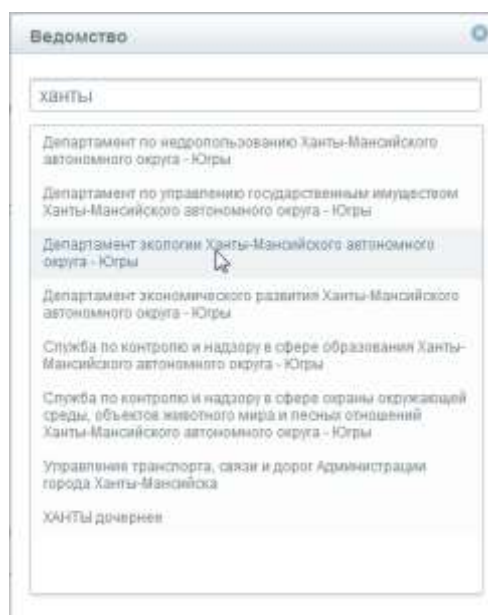 Ведомство
ханты
Департамент по недропользованию Ханты-Мансийского
автономного округа - Югры
Департамент по управлению государственным имуществом
Ханты-Мансийского автономного округа - Югры
Департамент экологии Ханты-Мансийского автономного
округа - Югры
Департамент экономического развития Ханты-Мансийского
автономного округа - Югры
Служба по контролю и надзору в сфере образования Ханты-
Мансийского автономного округа - Югры
Служба по контролю и надзору в сфере охраны окружающей
среды, объектов животного мира и лесных отношений
Ханты-Мансийского автономного округа - Югры
Управление транспорта, связи и дорог Администрации
города Ханты-Мансийска
ХАНТЫ дочернее